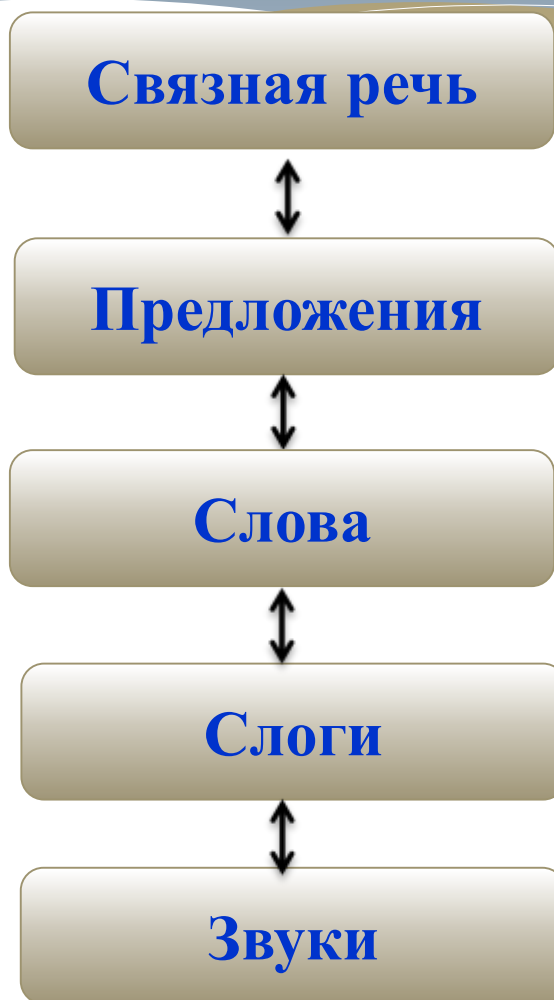 Связная речь
Предложения
Слова
Слоги
Звуки